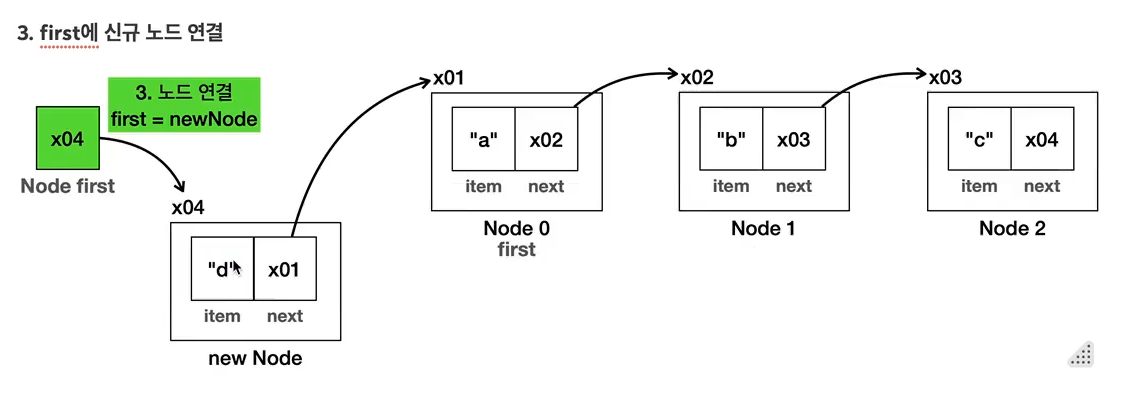 3. first에 신규 노드 연결
3. 노드 연결
first = newNode
x04
Node first
x04
"d"
x01
item
next
new Node
x01
"a"
x02
item
next
Node 0
first
x02
"b"
x03
item
next
Node 1
x03
"c"
x04
item
next
Node 2